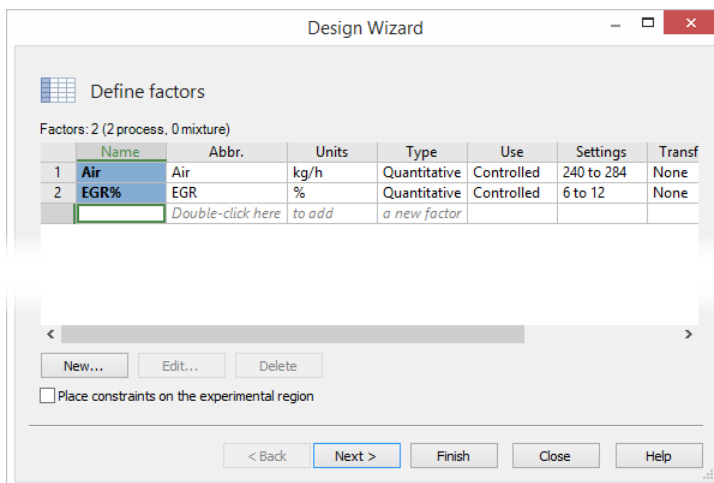 Design Wizard
Define factors
Factors: 2 (2 process, 0 mixture)
Name Abbr. Units Type Use Settings Transf
1 Air Air kg/h Quantitative Controlled 240 to 284 None
2 EGR% EGR % Quantitative Controlled 6 to 12 None
Double-click here to add a new factor
New... Edit... Delete
Place constraints on the experimental region
< Back Next > Finish Close Help